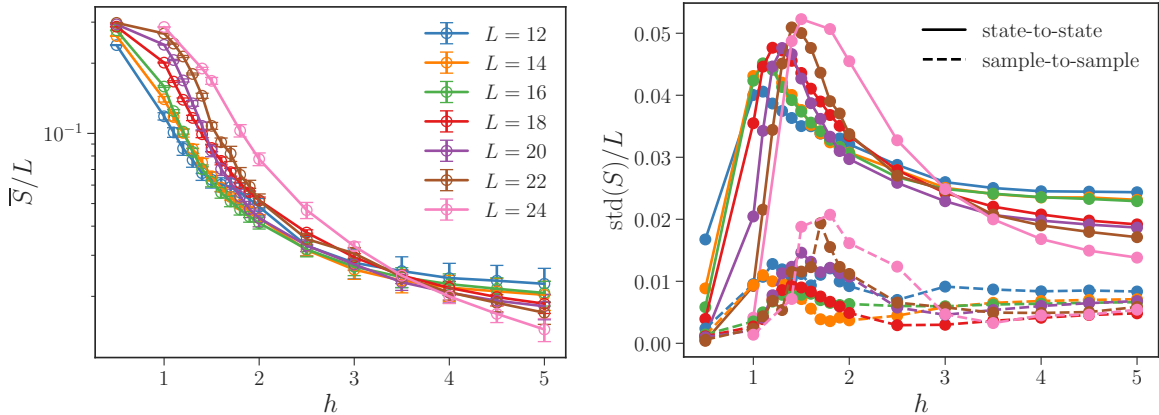 10⁻¹
S̅/L
1 2 3 4 5
h
L = 12
L = 14
L = 16
L = 18
L = 20
L = 22
L = 24
0.05
0.04
0.03
0.02
0.01
0.00
std(S)/L
1 2 3 4 5
h
state-to-state
sample-to-sample